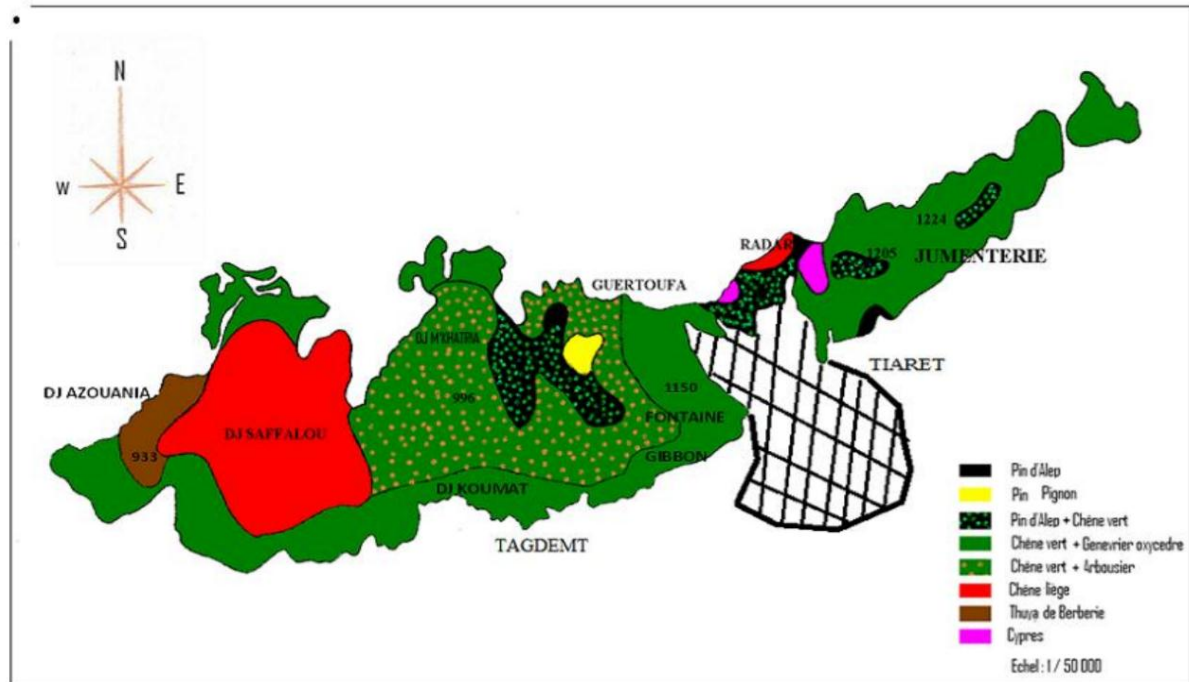 N
W E
S
1224
RADAR 1205 JUMENTERIE
GUERTOUFA
TIARET
DJ AZOUANIA
996 1150
FONTAINE
DJ SAFFALOU
933 GIBBON
DJ KOUMAT
TAGDEMT
Pin d'Alep
Pin Pignon
Pin d'Alep + Chêne vert
Chêne vert + Genevrier oxycedre
Chêne vert + Arbousier
Chêne liège
Thuya de Berberie
Cypres
Echel : 1 / 50 000